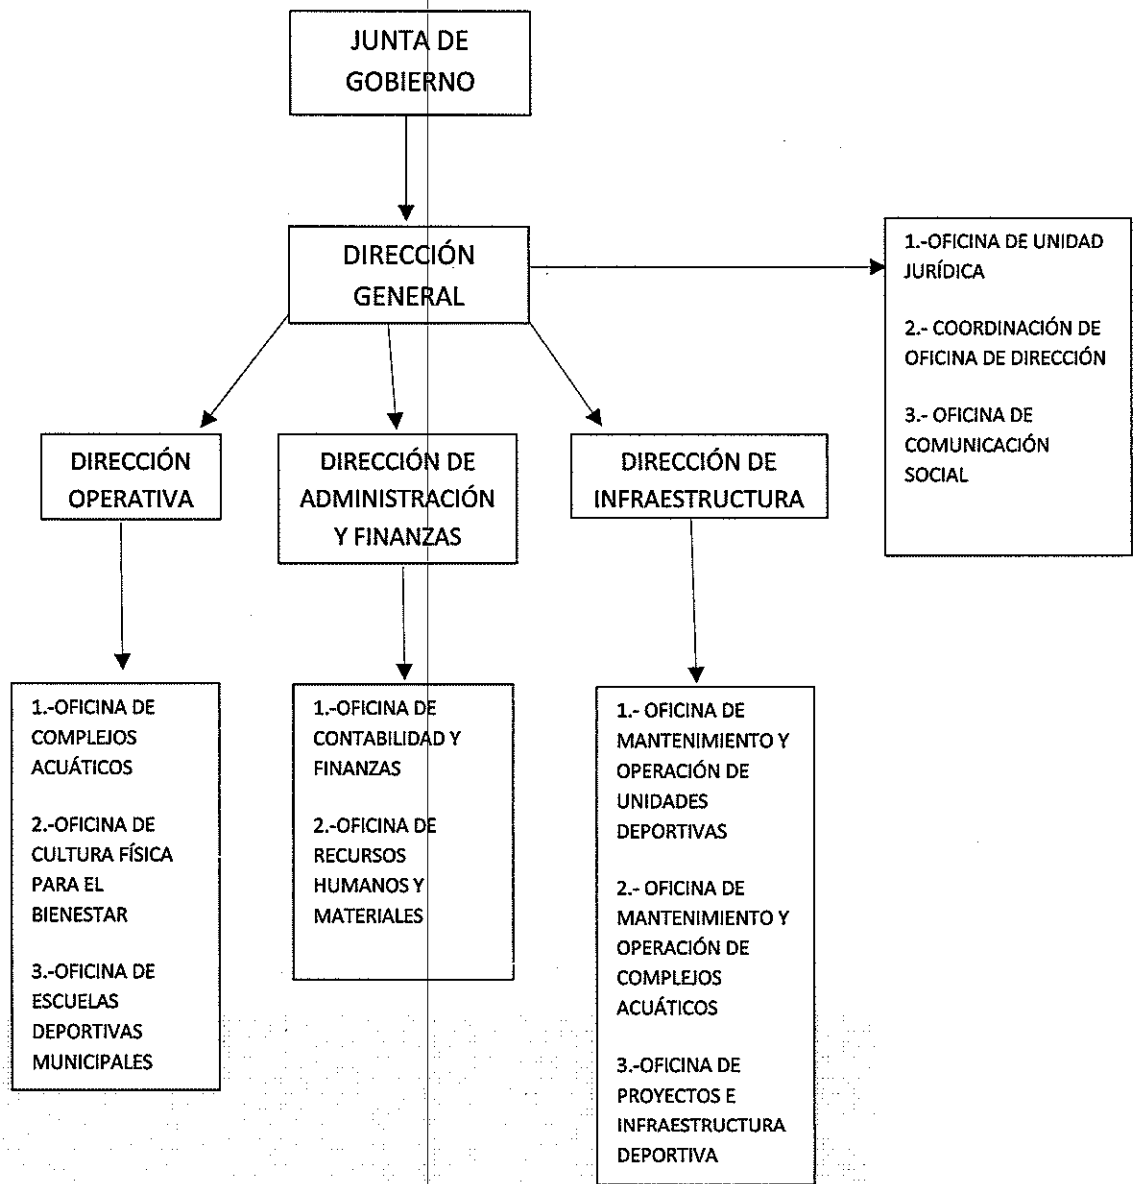 JUNTA DE
GOBIERNO
DIRECCIÓN
GENERAL
1.-OFICINA DE UNIDAD
JURÍDICA
2.- COORDINACIÓN DE
OFICINA DE DIRECCIÓN
3.- OFICINA DE
COMUNICACIÓN
SOCIAL
DIRECCIÓN
OPERATIVA
DIRECCIÓN DE
ADMINISTRACIÓN
Y FINANZAS
DIRECCIÓN DE
INFRAESTRUCTURA
1.-OFICINA DE
COMPLEJOS
ACUÁTICOS
2.-OFICINA DE
CULTURA FÍSICA
PARA EL
BIENESTAR
3.-OFICINA DE
ESCUELAS
DEPORTIVAS
MUNICIPALES
1.-OFICINA DE
CONTABILIDAD Y
FINANZAS
2.-OFICINA DE
RECURSOS
HUMANOS Y
MATERIALES
1.- OFICINA DE
MANTENIMIENTO Y
OPERACIÓN DE
UNIDADES
DEPORTIVAS
2.- OFICINA DE
MANTENIMIENTO Y
OPERACIÓN DE
COMPLEJOS
ACUÁTICOS
3.-OFICINA DE
PROYECTOS E
INFRAESTRUCTURA
DEPORTIVA